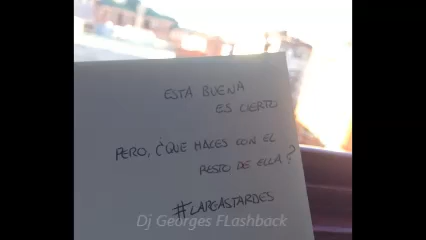 ESTA BUENA
ES CIERTO
PERO, ¿QUE HACES CON EL
RESTO DE ELLA?
#LARGASTARDES
Dj Georges FLashback